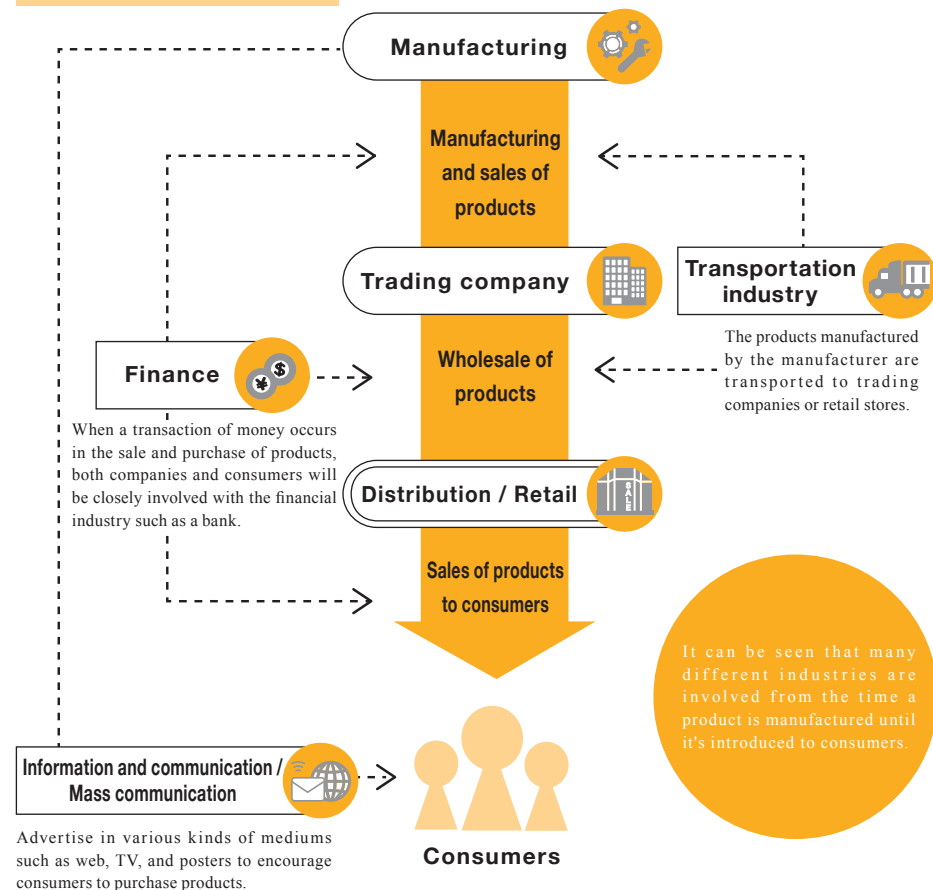 Manufacturing
Manufacturing
and sales of
products
Trading company
Transportation
industry
The products manufactured
by the manufacturer are
transported to trading
companies or retail stores.
Finance
¥
$
When a transaction of money occurs
in the sale and purchase of products,
both companies and consumers will
be closely involved with the financial
industry such as a bank.
Wholesale of
products
Distribution / Retail
SALE
Sales of products
to consumers
It can be seen that many
different industries are
involved from the time a
product is manufactured until
it's introduced to consumers.
Information and communication /
Mass communication
Advertise in various kinds of mediums
such as web, TV, and posters to encourage
consumers to purchase products.
Consumers